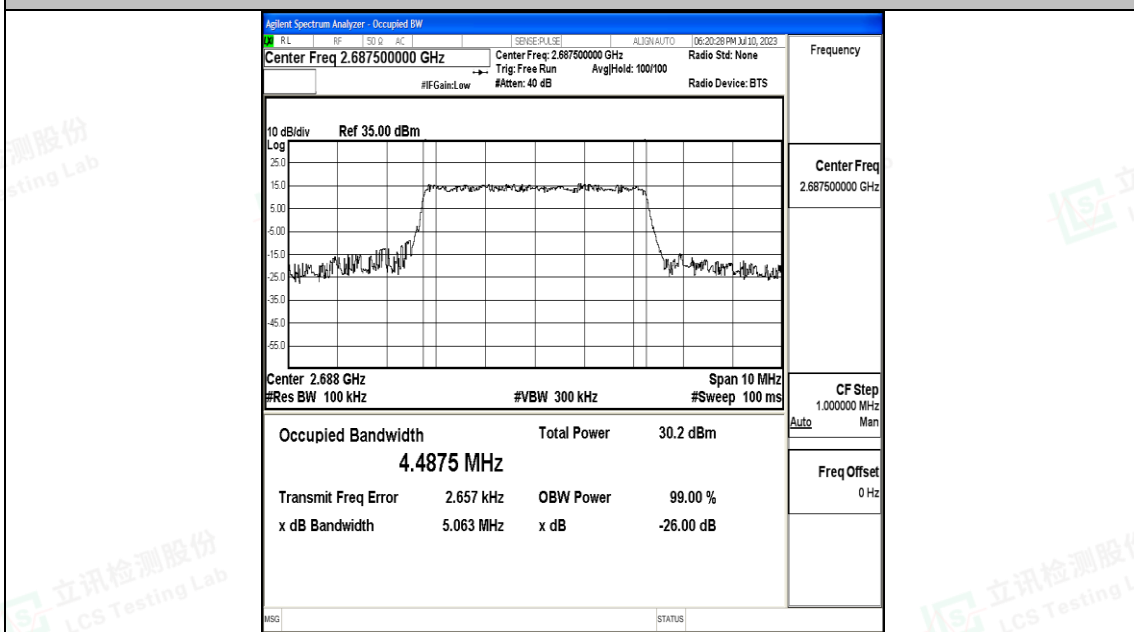 Agilent Spectrum Analyzer - Occupied BW
RL RF 50 Ω AC SENSE:PULSE ALIGN AUTO 06:20:28 PM Jul 10, 2023
Center Freq 2.687500000 GHz
Center Freq: 2.687500000 GHz
Radio Std: None
Trig: Free Run Avg|Hold: 100/100
#IFGain:Low #Atten: 40 dB Radio Device: BTS
10 dB/div Ref 35.00 dBm
Log
25.0
15.0
5.00
-5.00
-15.0
-25.0
-35.0
-45.0
-55.0
Center 2.688 GHz Span 10 MHz
#Res BW 100 kHz #VBW 300 kHz #Sweep 100 ms
Occupied Bandwidth Total Power 30.2 dBm
4.4875 MHz
Transmit Freq Error 2.657 kHz OBW Power 99.00 %
x dB Bandwidth 5.063 MHz x dB -26.00 dB
MSG STATUS
Frequency
Center Freq
2.687500000 GHz
CF Step
1.000000 MHz
Auto Man
Freq Offset
0 Hz
立讯检测股份
LCS Testing Lab